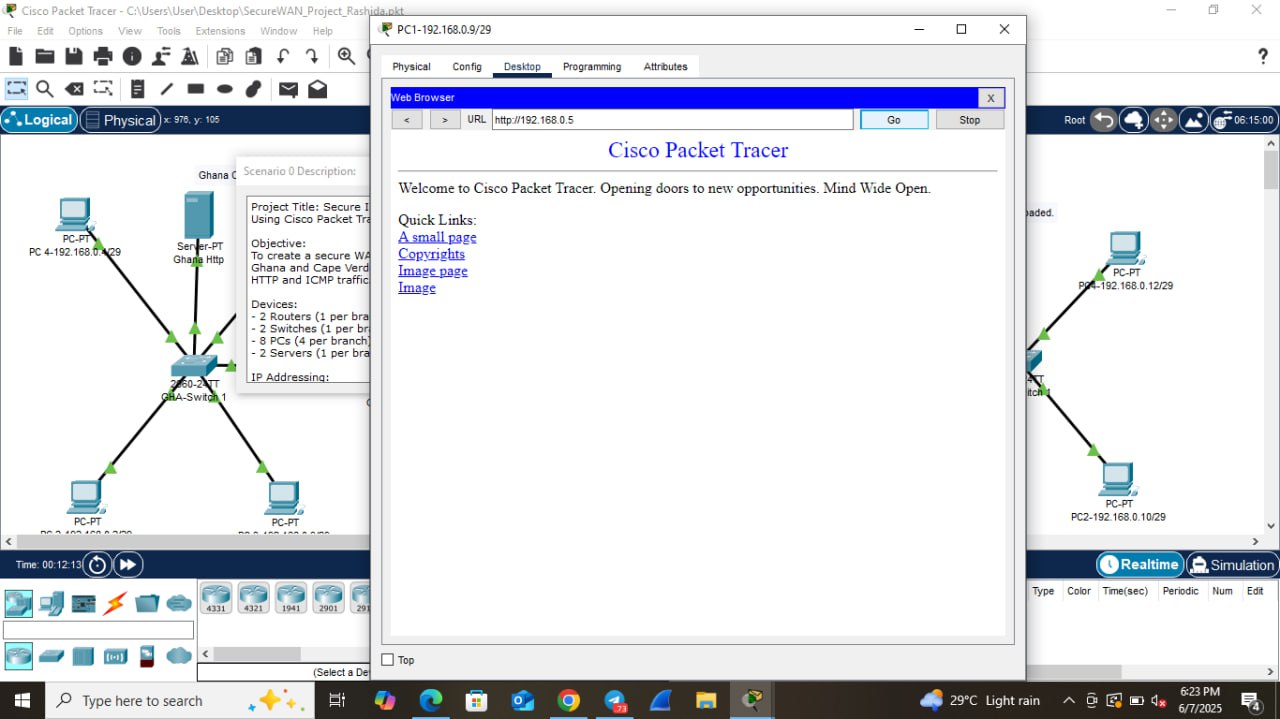 Cisco Packet Tracer - C:\Users\User\Desktop\SecureWAN_Project_Rashida.pkt
File Edit Options View Tools Extensions Window Help
PC1-192.168.0.9/29
Physical Config Desktop Programming Attributes
Web Browser X
< > URL http://192.168.0.5 Go Stop
Logical Physical x: 976, y: 105
Root 06:15:00
Cisco Packet Tracer
Welcome to Cisco Packet Tracer. Opening doors to new opportunities. Mind Wide Open.
Quick Links:
A small page
Copyrights
Image page
Image
Ghana
Scenario 0 Description:
Project Title: Secure I
Using Cisco Packet Tra
Objective:
To create a secure WA
Ghana and Cape Verd
HTTP and ICMP traffic.
Devices:
- 2 Routers (1 per bra
- 2 Switches (1 per bra
- 8 PCs (4 per branch)
- 2 Servers (1 per bra
IP Addressing:
PC-PT
PC 4-192.168.0.4/29
Server-PT
Ghana Http
2960-24TT
GHA-Switch 1
PC-PT
PC-PT
oaded.
PC-PT
PC4-192.168.0.12/29
PC-PT
PC2-192.168.0.10/29
Time: 00:12:13
Realtime Simulation
4331 4321 1941 2901 291
(Select a De
Type Color Time(sec) Periodic Num Edit
Top
Type here to search
73
29°C Light rain
6:23 PM
6/7/2025
4